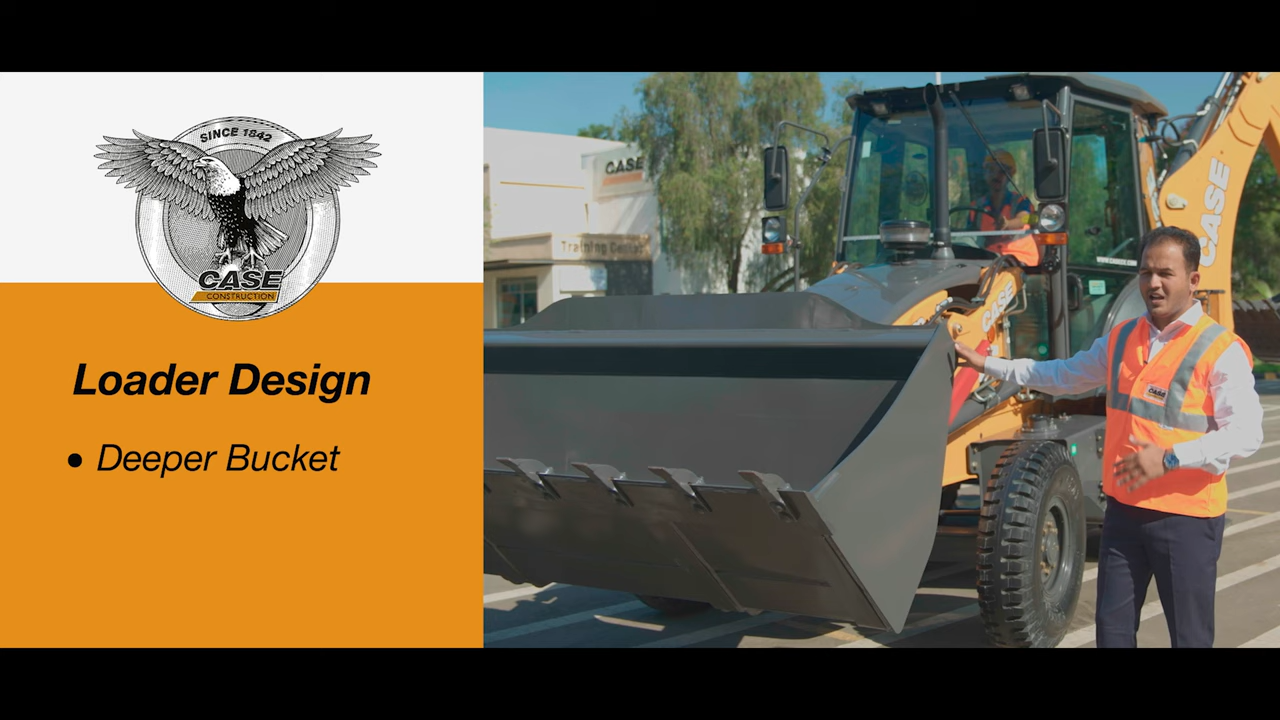 SINCE 1842
CASE
CONSTRUCTION
Loader Design
• Deeper Bucket
CASE
Training Center
CASE
CASE
CASE